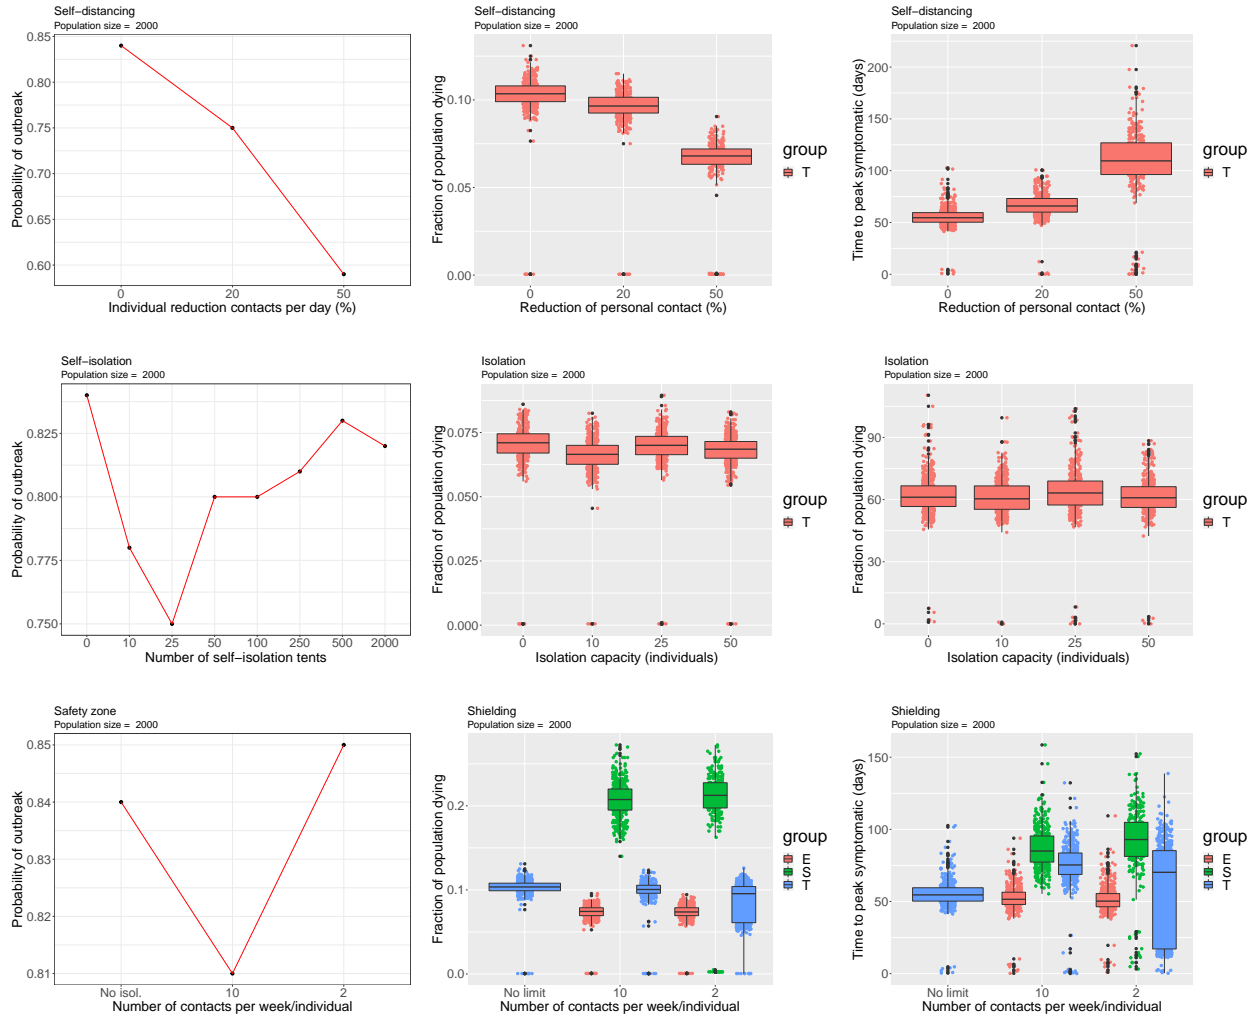 Self−distancing
Population size = 2000
Probability of outbreak
0.85
0.80
0.75
0.70
0.65
0.60
0
20
50
Individual reduction contacts per day (%)
Self−distancing
Population size = 2000
Fraction of population dying
0.10
0.05
0.00
0
20
50
Reduction of personal contact (%)
group
T
Self−distancing
Population size = 2000
Time to peak symptomatic (days)
200
150
100
50
0
0
20
50
Reduction of personal contact (%)
group
T
Self−isolation
Population size = 2000
Probability of outbreak
0.825
0.800
0.775
0.750
0
10
25
50
100
250
500
2000
Number of self−isolation tents
Isolation
Population size = 2000
Fraction of population dying
0.075
0.050
0.025
0.000
0
10
25
50
Isolation capacity (individuals)
group
T
Isolation
Population size = 2000
Fraction of population dying
90
60
30
0
0
10
25
50
Isolation capacity (individuals)
group
T
Safety zone
Population size = 2000
Probability of outbreak
0.85
0.84
0.83
0.82
0.81
No isol.
10
2
Number of contacts per week/individual
Shielding
Population size = 2000
Fraction of population dying
0.2
0.1
0.0
No limit
10
2
Number of contacts per week/individual
group
E
S
T
Shielding
Population size = 2000
Time to peak symptomatic (days)
150
100
50
0
No limit
10
2
Number of contacts per week/individual
group
E
S
T